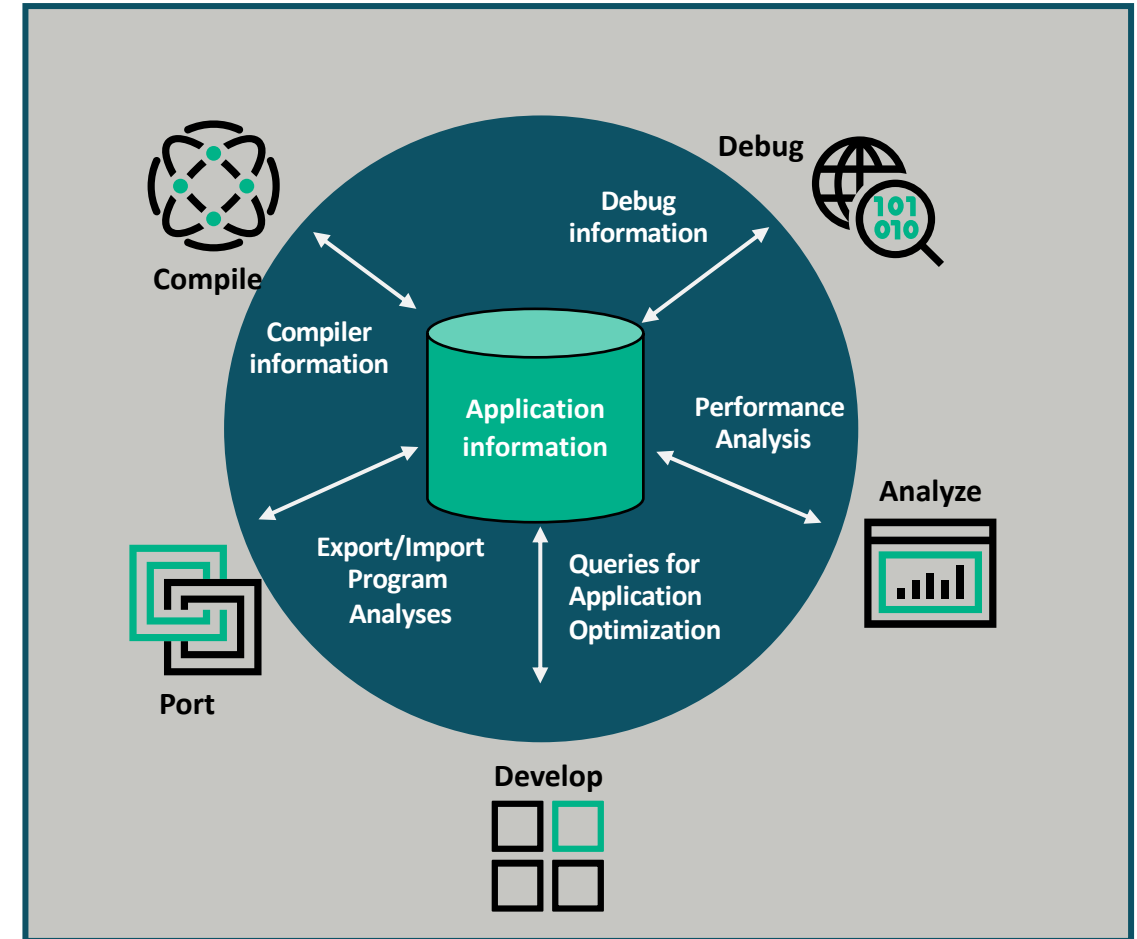 Debug
101
010
Debug
information
Compile
Compiler
information
Application
information
Performance
Analysis
Analyze
Export/Import
Program
Analyses
Queries for
Application
Optimization
Port
Develop